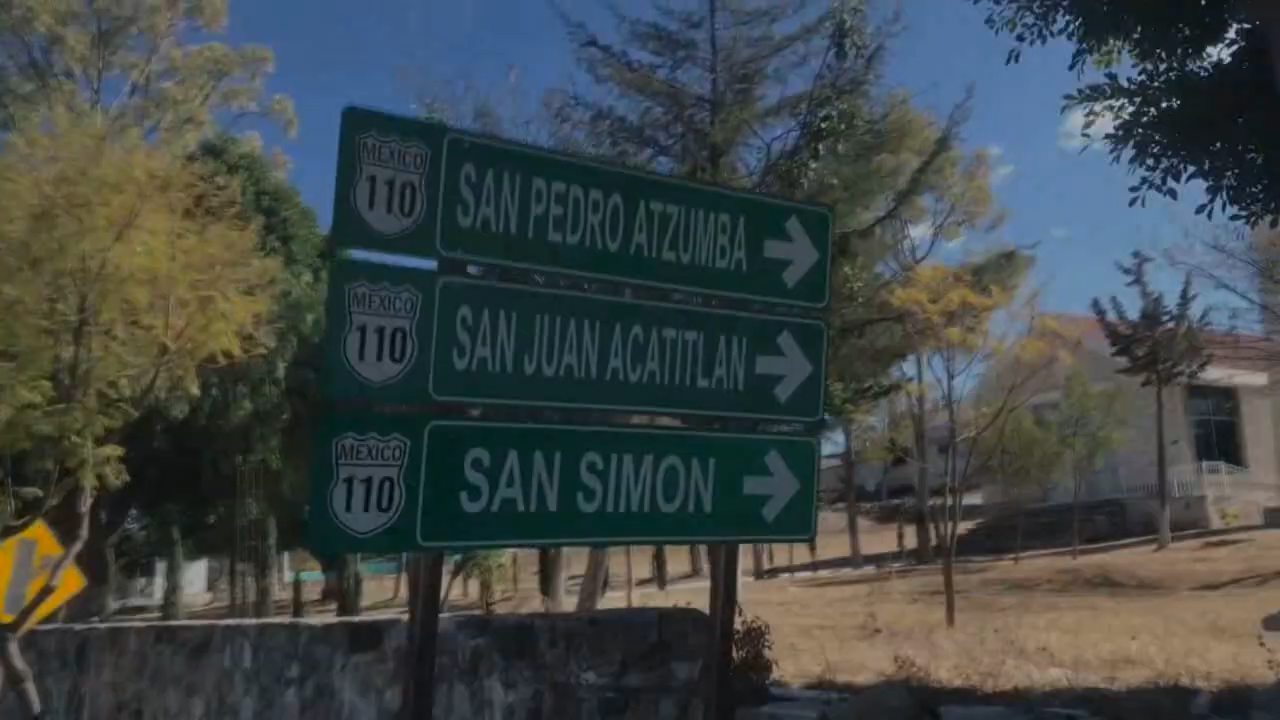 MEXICO
110
SAN PEDRO ATZUMBA
MEXICO
110
SAN JUAN ACATITLAN
MEXICO
110
SAN SIMON